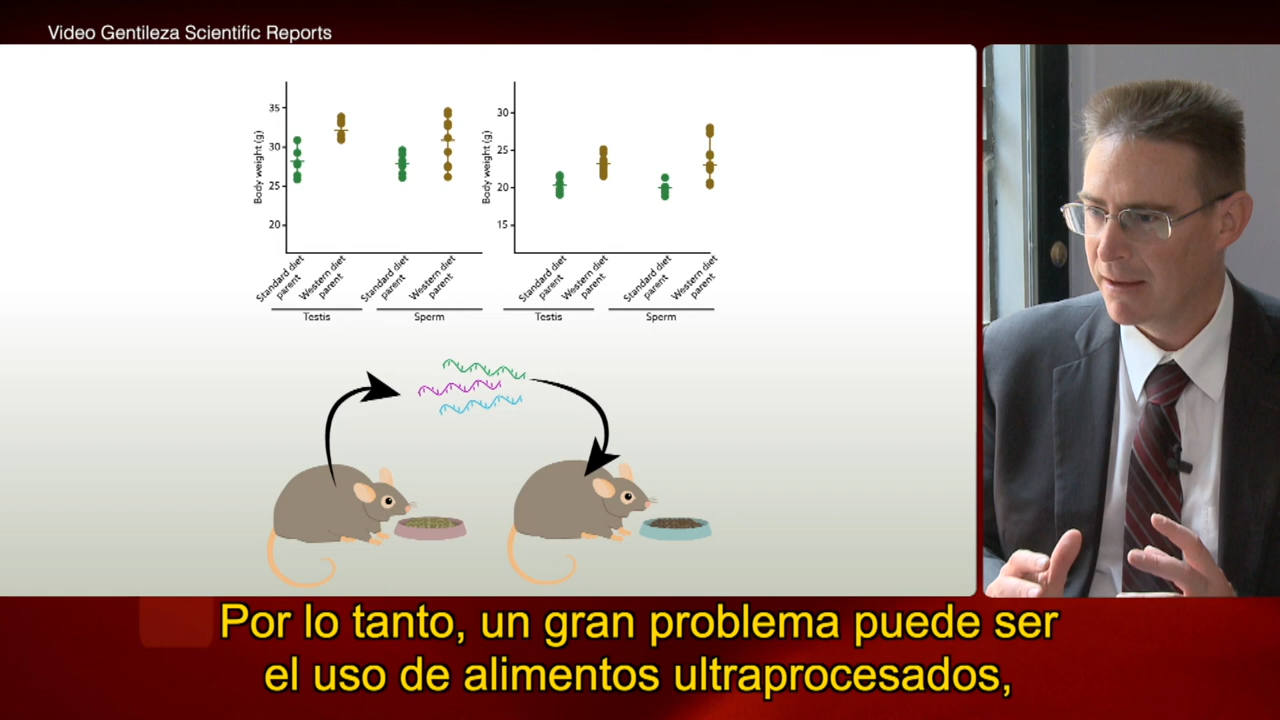 Video Gentileza Scientific Reports
Body weight (g)
35
30
25
20
Standard diet
parent
Western diet
parent
Standard diet
parent
Western diet
parent
Testis
Sperm
Body weight (g)
30
25
20
15
Standard diet
parent
Western diet
parent
Standard diet
parent
Western diet
parent
Testis
Sperm
Por lo tanto, un gran problema puede ser
el uso de alimentos ultraprocesados,